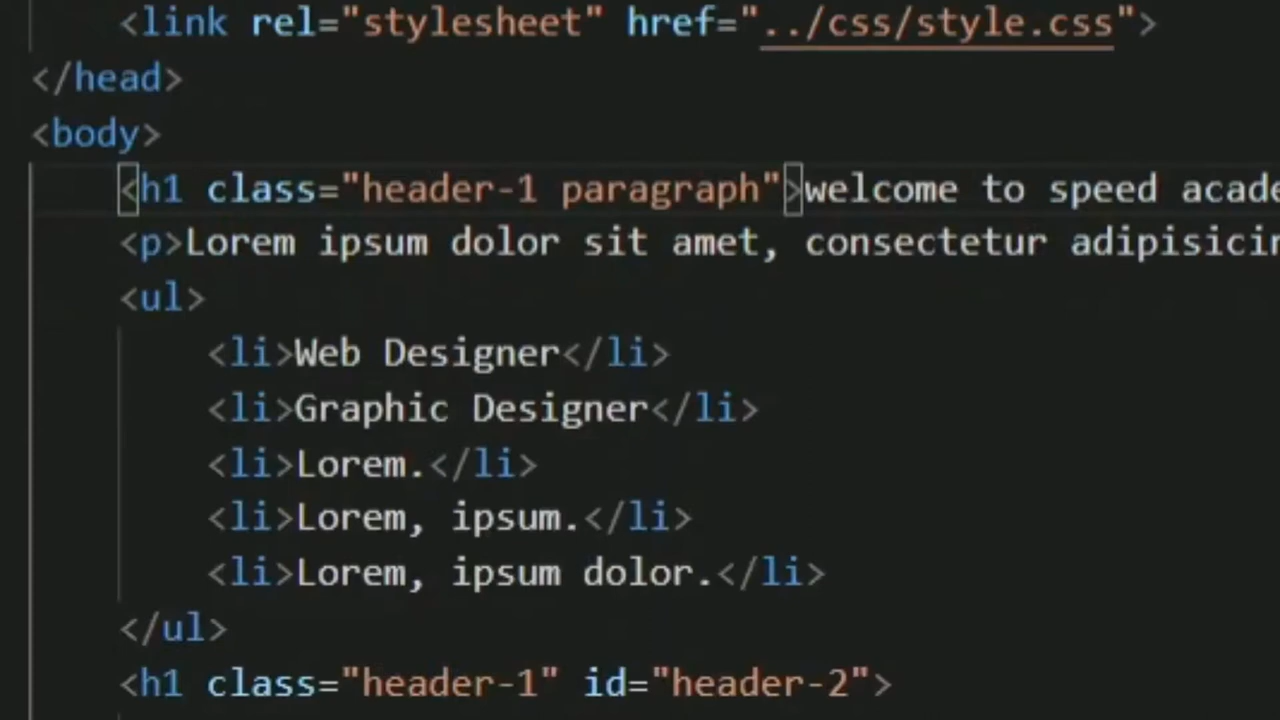 <link rel="stylesheet" href="../css/style.css">
</head>
<body>
<h1 class="header-1 paragraph">welcome to speed
<p>Lorem ipsum dolor sit amet, consectetur
<ul>
<li>Web Designer</li>
<li>Graphic Designer</li>
<li>Lorem.</li>
<li>Lorem, ipsum.</li>
<li>Lorem, ipsum dolor.</li>
</ul>
<h1 class="header-1" id="header-2">